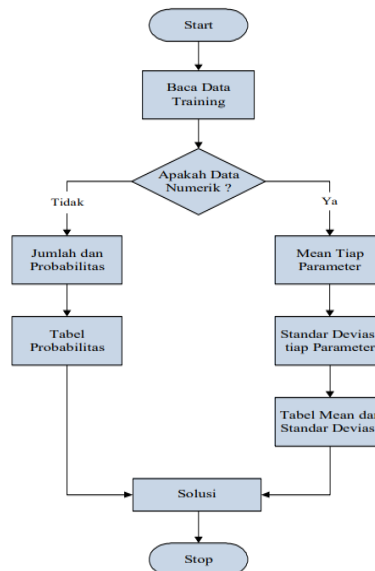 Start
Baca Data
Training
Apakah Data
Numerik ?
Tidak
Ya
Jumlah dan
Probabilitas
Mean Tiap
Parameter
Tabel
Probabilitas
Standar Devias
tiap Parameter
Tabel Mean dan
Standar Devias
Solusi
Stop